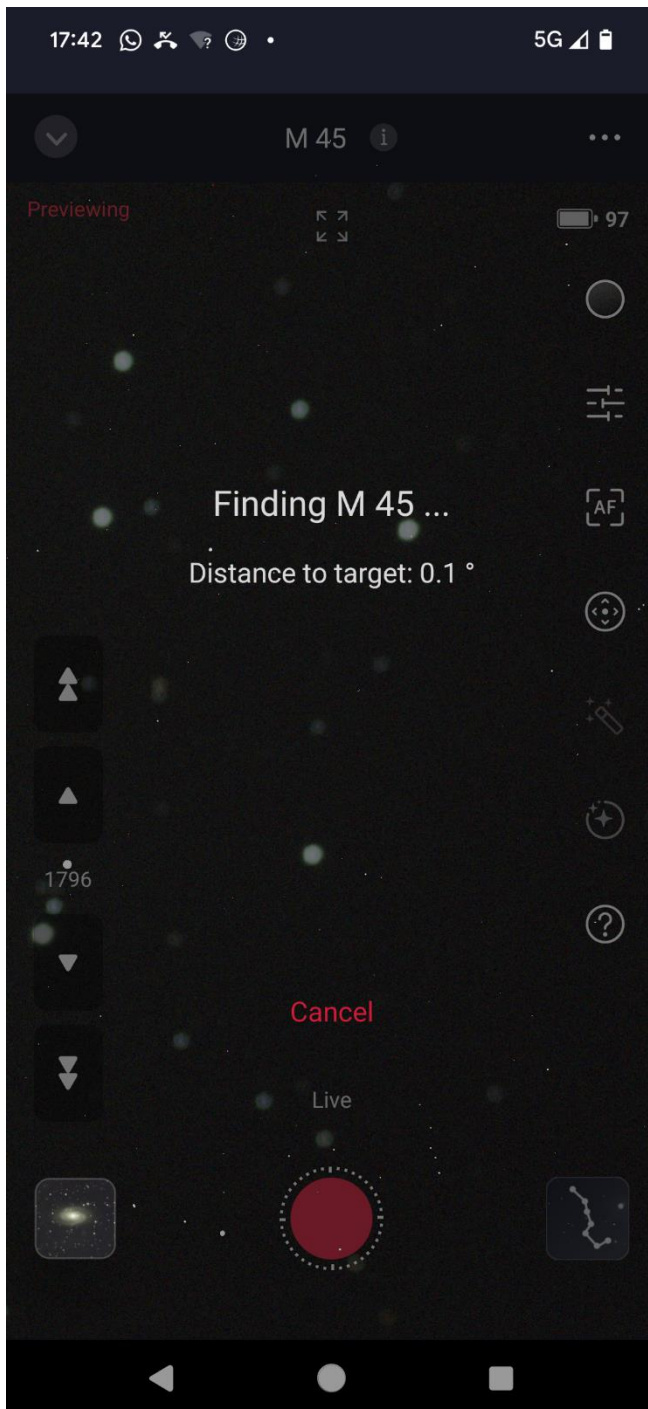 17:42
5G
M 45
Previewing
97
Finding M 45 ...
AF
Distance to target: 0.1 °
1796
Cancel
Live